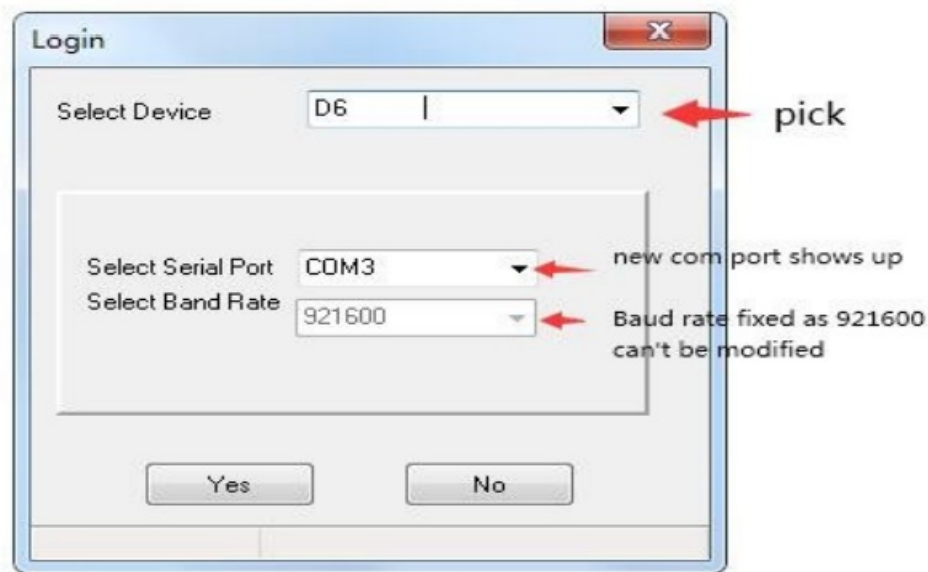 Login
Select Device D6 pick
Select Serial Port COM3 new com port shows up
Select Band Rate 921600 Baud rate fixed as 921600
can't be modified
Yes No